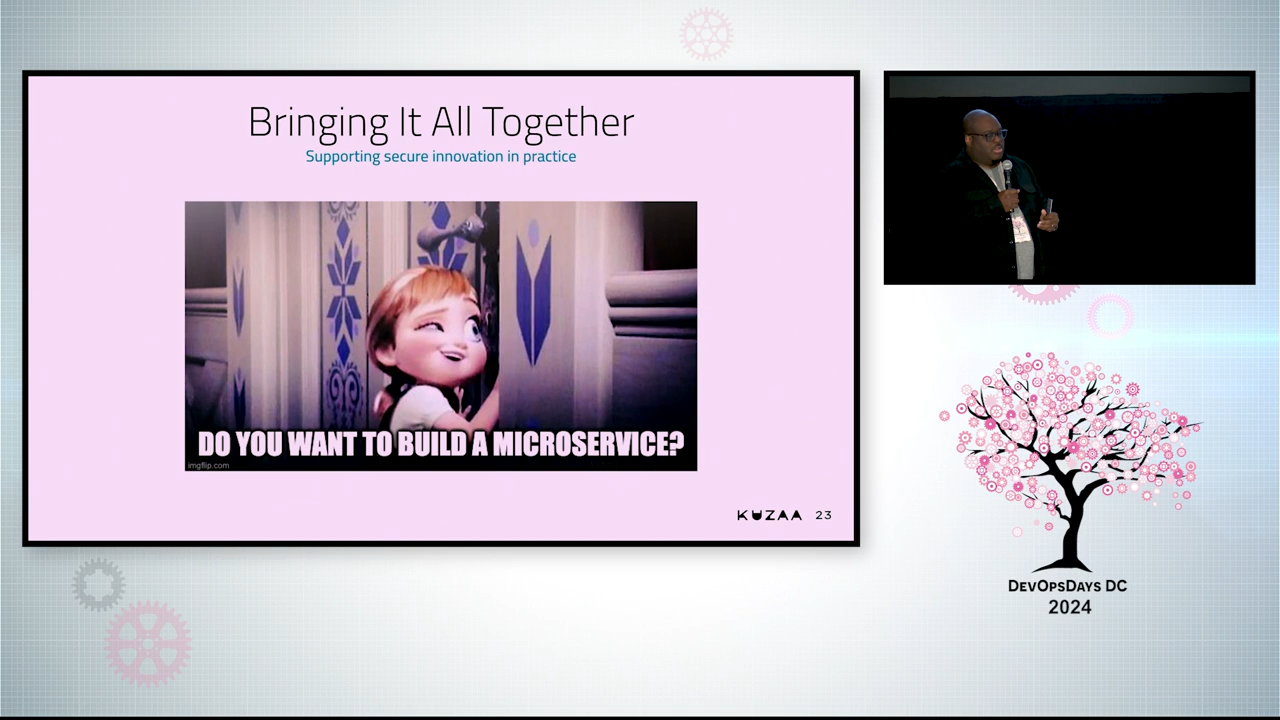 Bringing It All Together
Supporting secure innovation in practice
DO YOU WANT TO BUILD A MICROSERVICE?
imgflip.com
KUZAA 23
DEVOPSDAYS DC
2024